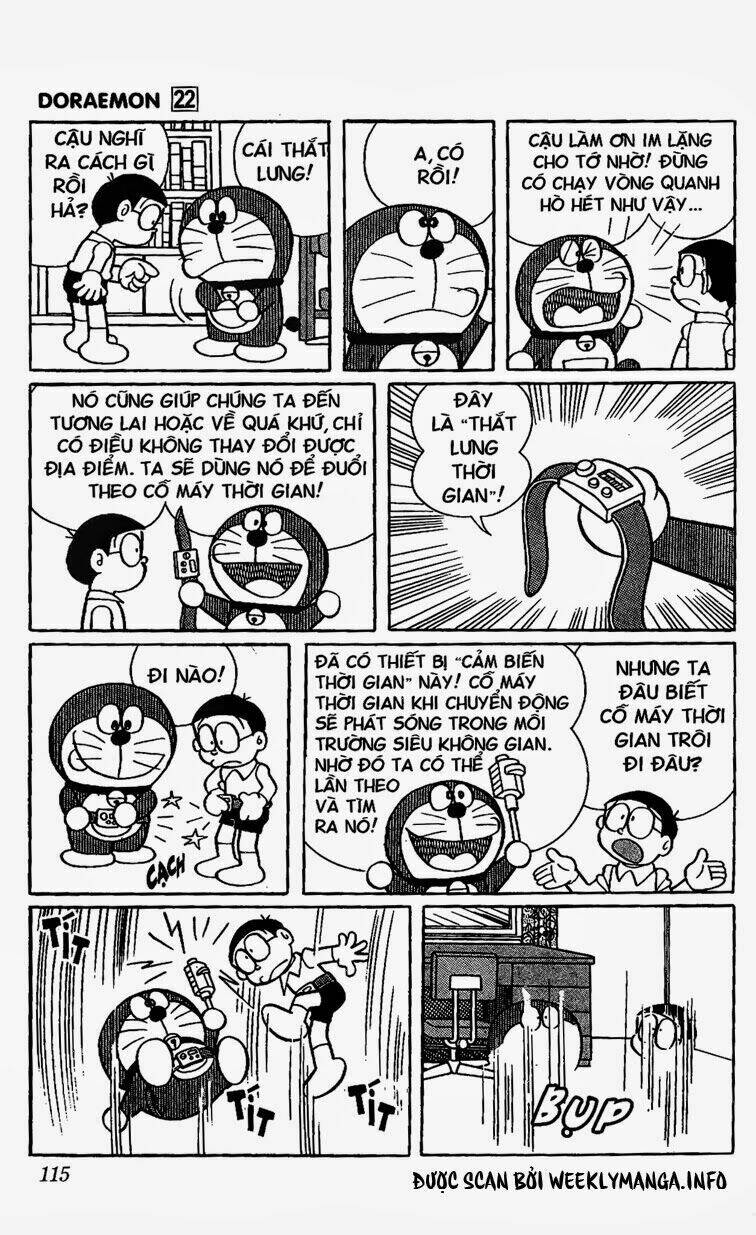 DORAEMON 22
CẬU LÀM ƠN IM LẶNG
CHO TỚ NHỜ! ĐỪNG
CÓ CHẠY VÒNG QUANH
HÒ HÉT NHƯ VẬY...
A, CÓ
RỒI!
CÁI THẮT
LƯNG!
CẬU NGHĨ
RA CÁCH GÌ
RỒI
HẢ?
ĐÂY
LÀ "THẮT
LƯNG
THỜI
GIAN"!
NÓ CŨNG GIÚP CHÚNG TA ĐẾN
TƯƠNG LAI HOẶC VỀ QUÁ KHỨ, CHỈ
CÓ ĐIỀU KHÔNG THAY ĐỔI ĐƯỢC
ĐỊA ĐIỂM. TA SẼ DÙNG NÓ ĐỂ ĐUỔI
THEO CỖ MÁY THỜI GIAN!
NHƯNG TA
ĐÂU BIẾT
CỖ MÁY THỜI
GIAN TRÔI
ĐI ĐÂU?
ĐÃ CÓ THIẾT BỊ "CẢM BIẾN
THỜI GIAN" NÀY! CỖ MÁY
THỜI GIAN KHI CHUYỂN ĐỘNG
SẼ PHÁT SÓNG TRONG MÔI
TRƯỜNG SIÊU KHÔNG GIAN.
NHỜ ĐÓ TA CÓ THỂ
LẦN THEO
VÀ TÌM
RA NÓ!
ĐI NÀO!
CẠCH
BỤP
TÍT
TÍT
TÍT
TÍT
115
ĐƯỢC SCAN BỞI WEEKLYMANGA.INFO